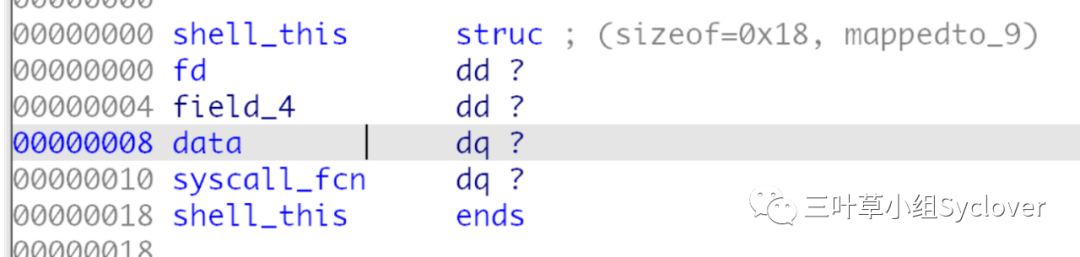 00000000
00000000 shell_this struc ; (sizeof=0x18, mappedto_9)
00000000 fd dd ?
00000004 field_4 dd ?
00000008 data dq ?
00000010 syscall_fcn dq ?
00000018 shell_this ends
00000018
三叶草小组Syclover